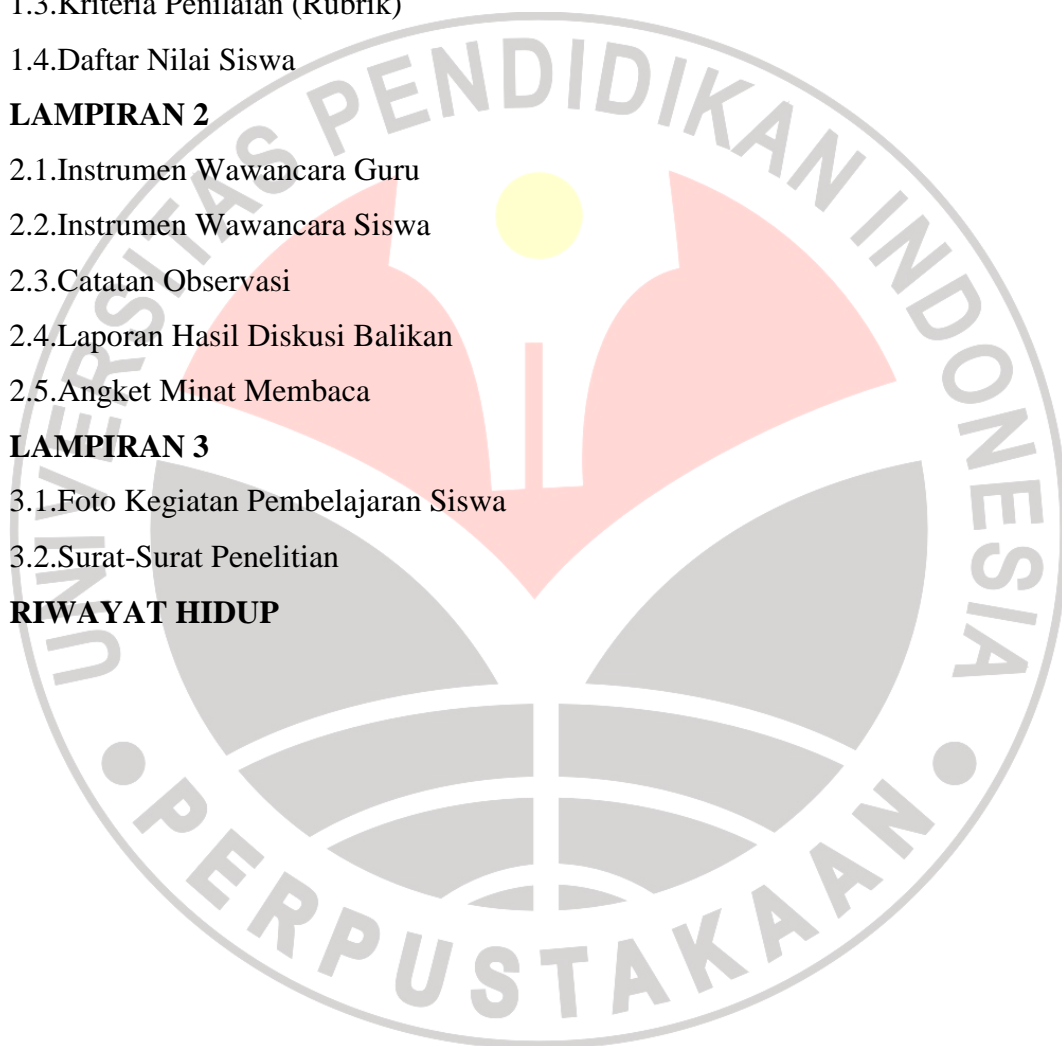 1.3.Kriteria Penilaian (Rubrik)
1.4.Daftar Nilai Siswa
LAMPIRAN 2
2.1.Instrumen Wawancara Guru
2.2.Instrumen Wawancara Siswa
2.3.Catatan Observasi
2.4.Laporan Hasil Diskusi Balikan
2.5.Angket Minat Membaca
LAMPIRAN 3
3.1.Foto Kegiatan Pembelajaran Siswa
3.2.Surat-Surat Penelitian
RIWAYAT HIDUP
UNIVERSITAS PENDIDIKAN INDONESIA
PERPUSTAKAAN